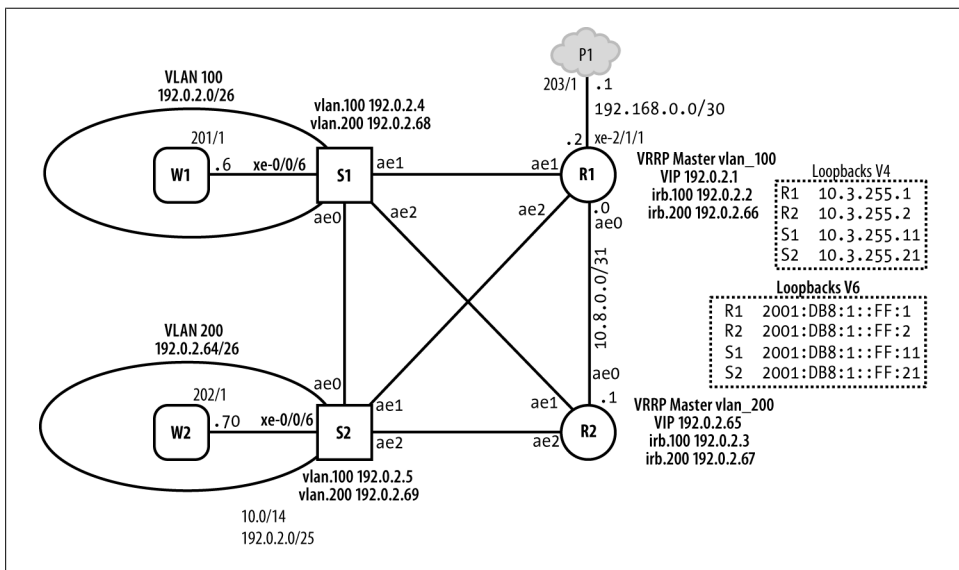 P1
203/1
.1
192.168.0.0/30
.2 xe-2/1/1
VLAN 100
192.0.2.0/26
201/1
W1
.6
xe-0/0/6
vlan.100 192.0.2.4
vlan.200 192.0.2.68
S1
ae1
ae1
R1
VRRP Master vlan_100
VIP 192.0.2.1
irb.100 192.0.2.2
irb.200 192.0.2.66
Loopbacks V4
R1 10.3.255.1
R2 10.3.255.2
S1 10.3.255.11
S2 10.3.255.21
ae0
ae2
ae2
.0
ae0
10.8.0.0/31
Loopbacks V6
R1 2001:DB8:1::FF:1
R2 2001:DB8:1::FF:2
S1 2001:DB8:1::FF:11
S2 2001:DB8:1::FF:21
VLAN 200
192.0.2.64/26
202/1
W2
.70
xe-0/0/6
ae0
S2
ae1
ae2
ae0
.1
ae1
ae2
R2
VRRP Master vlan_200
VIP 192.0.2.65
irb.100 192.0.2.3
irb.200 192.0.2.67
vlan.100 192.0.2.5
vlan.200 192.0.2.69
10.0/14
192.0.2.0/25